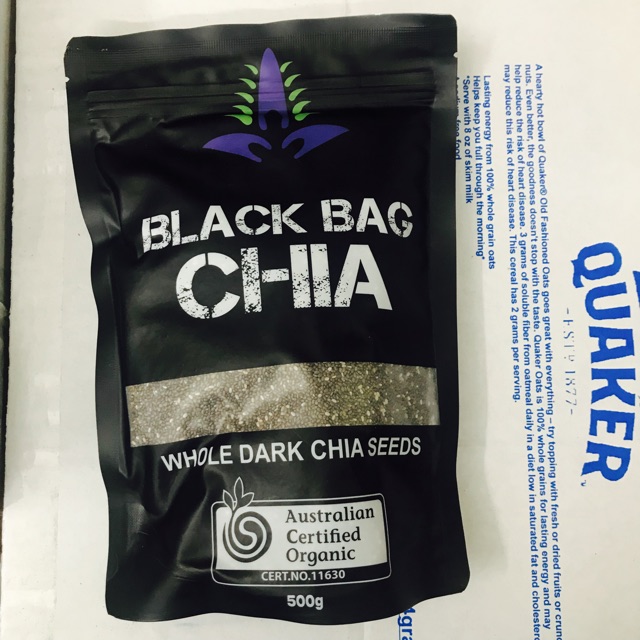 BLACK BAG
CHIA
WHOLE DARK CHIA SEEDS
Australian
Certified
Organic
CERT.NO.11630
500g
QUAKER
-ESTD 1877-
A hearty hot bowl of Quaker® Old Fashioned Oats goes great with everything – try topping with fresh or dried fruits or crun
nuts. Even better, the goodness doesn't stop with the taste. Quaker Oats is 100% whole grains for lasting energy and may
help reduce the risk of heart disease. 3 grams of soluble fiber from oatmeal daily in a diet low in saturated fat and cholester
may reduce this risk of heart disease. This cereal has 2 grams per serving.
Lasting energy from 100% whole grain oats
Helps keep you full through the morning*
*Serve with 8 oz of skim milk
food